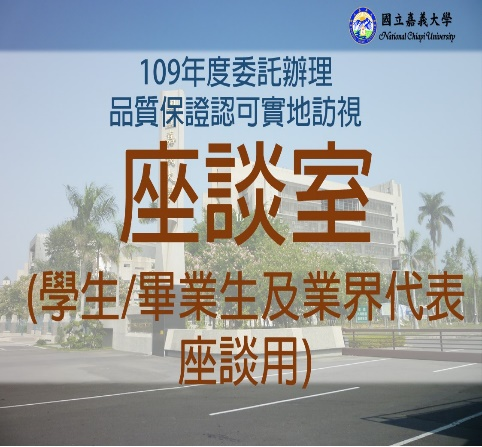 國立嘉義大學
National Chiayi University
109年度委託辦理
品質保證認可實地訪視
座談室
(學生/畢業生及業界代表
座談用)